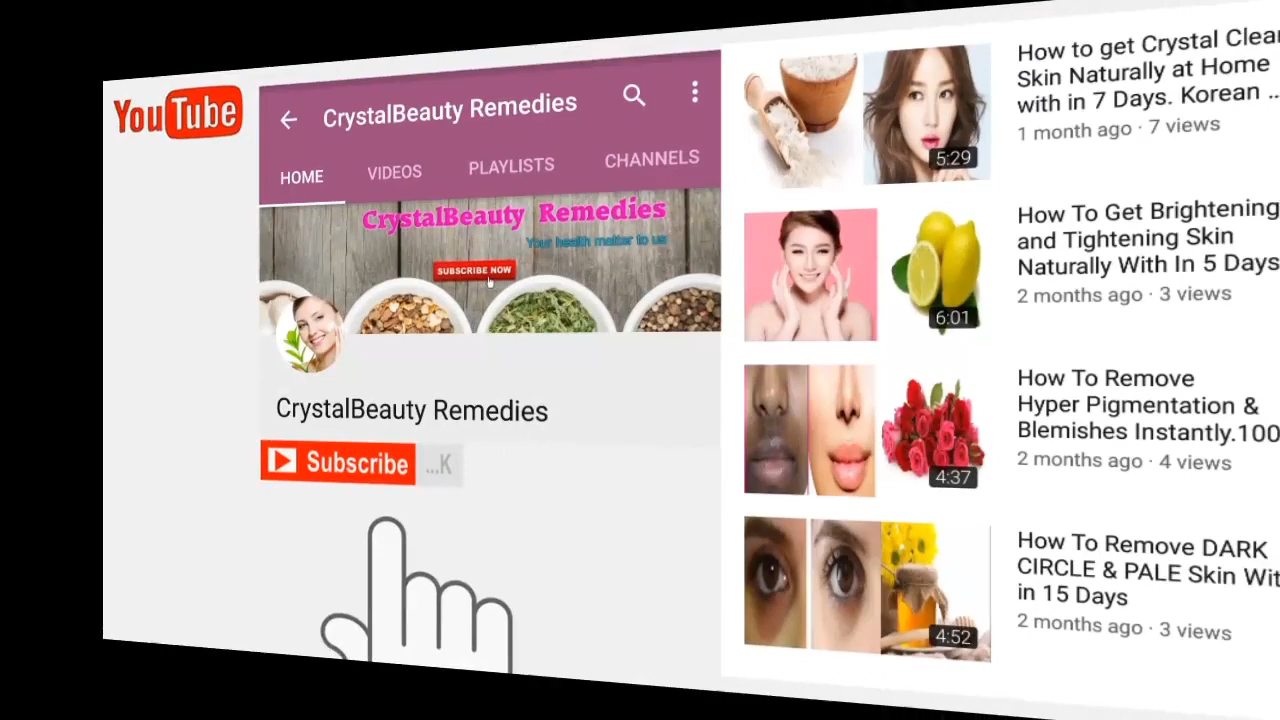 YouTube
CrystalBeauty Remedies
HOME VIDEOS PLAYLISTS CHANNELS
CrystalBeauty Remedies
Your health matter to us
SUBSCRIBE NOW
CrystalBeauty Remedies
Subscribe ...K
5:29
How to get Crystal Clear
Skin Naturally at Home
with in 7 Days. Korean ...
1 month ago · 7 views
6:01
How To Get Brightening
and Tightening Skin
Naturally With In 5 Days
2 months ago · 3 views
4:37
How To Remove
Hyper Pigmentation &
Blemishes Instantly.100
2 months ago · 4 views
4:52
How To Remove DARK
CIRCLE & PALE Skin Wit
in 15 Days
2 months ago · 3 views